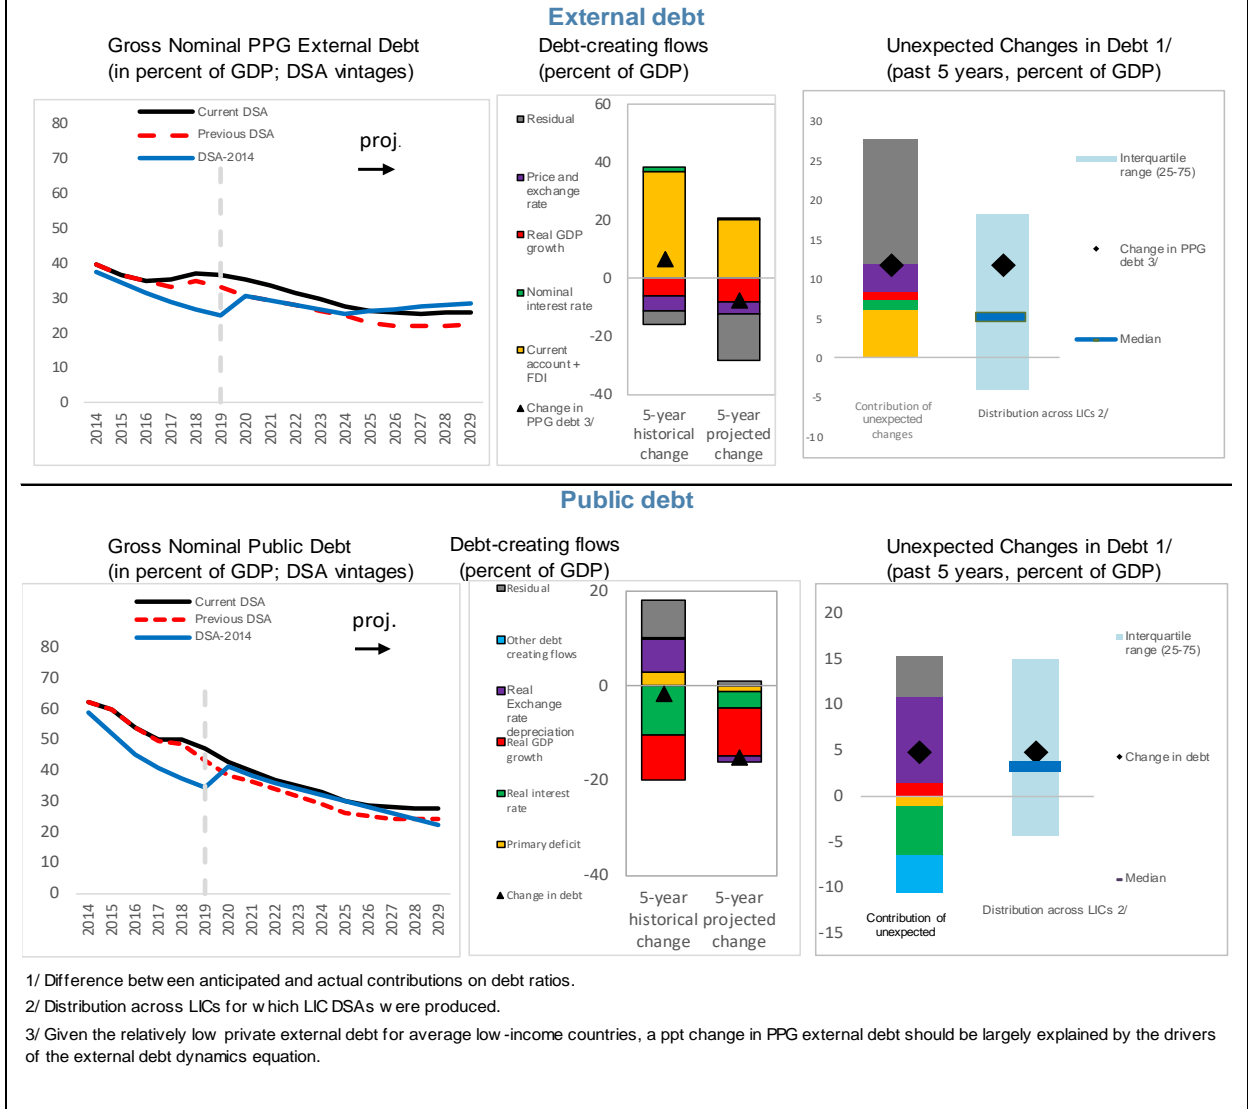 External debt
Gross Nominal PPG External Debt
(in percent of GDP; DSA vintages)
Current DSA
Previous DSA
DSA-2014
proj.
80
70
60
50
40
30
20
10
0
2014
2015
2016
2017
2018
2019
2020
2021
2022
2023
2024
2025
2026
2027
2028
2029
Debt-creating flows
(percent of GDP)
Residual
Price and
exchange
rate
Real GDP
growth
Nominal
interest rate
Current
account +
FDI
Change in
PPG debt 3/
60
40
20
0
-20
-40
5-year
historical
change
5-year
projected
change
Unexpected Changes in Debt 1/
(past 5 years, percent of GDP)
30
25
20
15
10
5
0
-5
-10
Contribution of
unexpected
changes
Distribution across LICs 2/
Interquartile
range (25-75)
Change in PPG
debt 3/
Median
Public debt
Gross Nominal Public Debt
(in percent of GDP; DSA vintages)
Current DSA
Previous DSA
DSA-2014
proj.
80
70
60
50
40
30
20
10
0
2014
2015
2016
2017
2018
2019
2020
2021
2022
2023
2024
2025
2026
2027
2028
2029
Debt-creating flows
(percent of GDP)
Residual
Other debt
creating flows
Real
Exchange
rate
depreciation
Real GDP
growth
Real interest
rate
Primary deficit
Change in debt
20
0
-20
-40
5-year
historical
change
5-year
projected
change
Unexpected Changes in Debt 1/
(past 5 years, percent of GDP)
20
15
10
5
0
-5
-10
-15
Contribution of
unexpected
Distribution across LICs 2/
Interquartile
range (25-75)
Change in debt
Median
1/ Difference between anticipated and actual contributions on debt ratios.
2/ Distribution across LICs for which LIC DSAs were produced.
3/ Given the relatively low private external debt for average low-income countries, a ppt change in PPG external debt should be largely explained by the drivers
of the external debt dynamics equation.